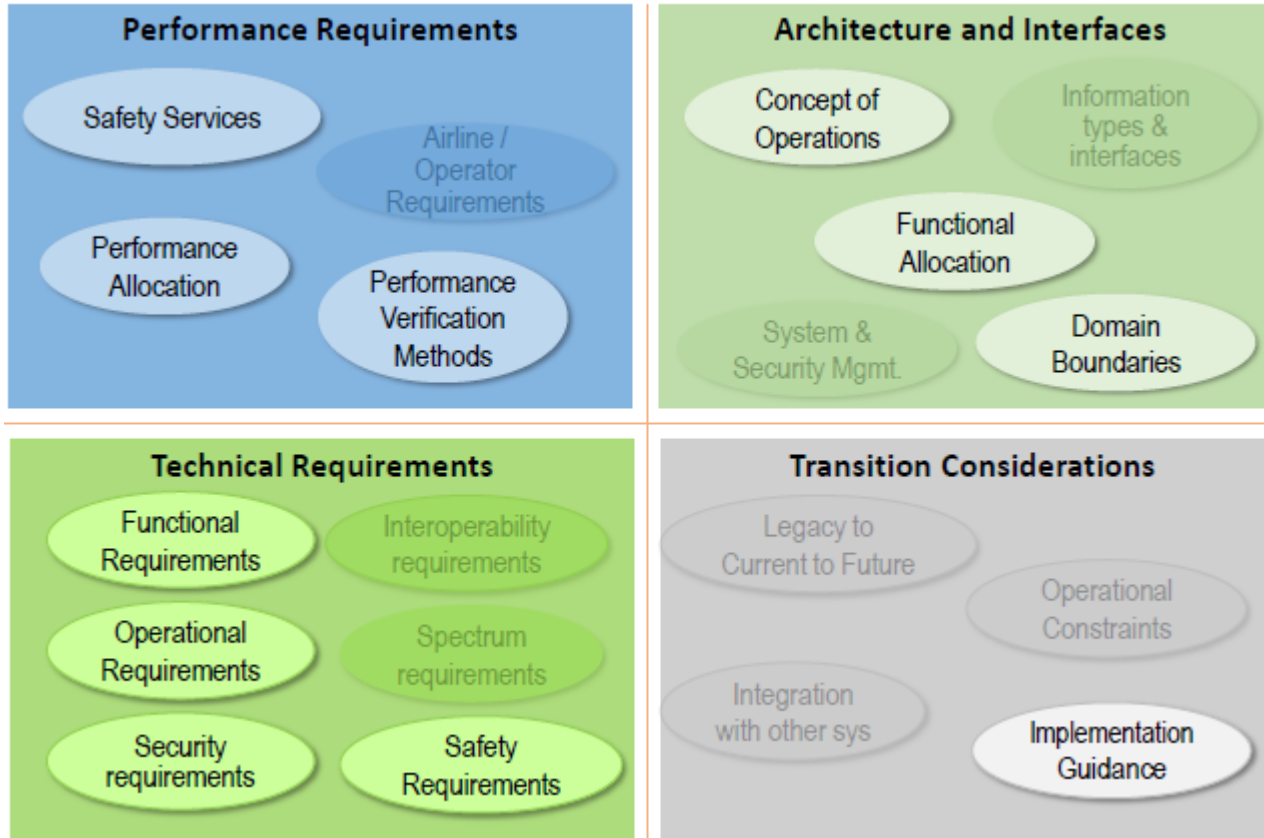 Performance Requirements
Safety Services
Airline /
Operator
Requirements
Performance
Allocation
Performance
Verification
Methods
Architecture and Interfaces
Concept of
Operations
Information
types &
interfaces
Functional
Allocation
System &
Security Mgmt.
Domain
Boundaries
Technical Requirements
Functional
Requirements
Interoperability
requirements
Operational
Requirements
Spectrum
requirements
Security
requirements
Safety
Requirements
Transition Considerations
Legacy to
Current to Future
Operational
Constraints
Integration
with other sys
Implementation
Guidance